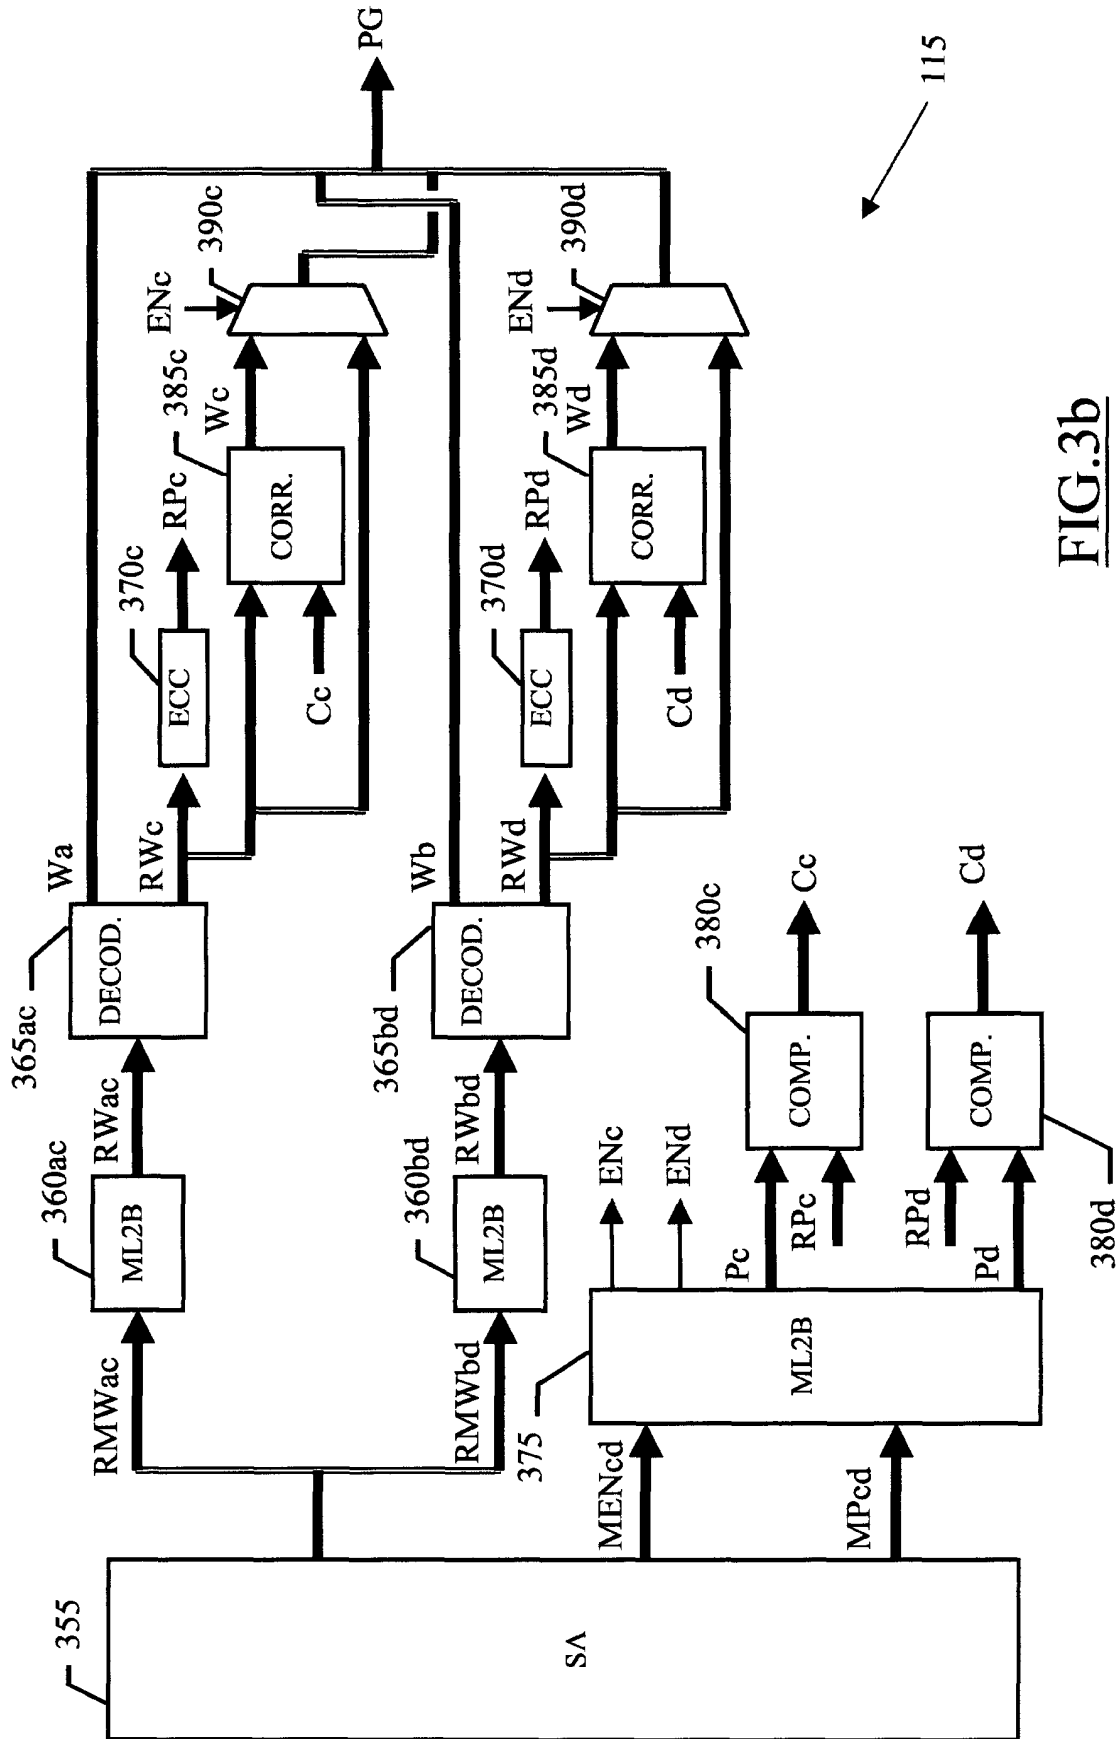 355
SA
RMWac
RMWbd
MENcd
MPcd
360ac
ML2B
360bd
ML2B
375
ML2B
RWac
RWbd
ENc
ENd
Pc
RPc
RPd
Pd
365ac
DECOD.
365bd
DECOD.
380c
COMP.
COMP.
380d
Cc
Cd
Wa
RWc
370c
ECC
RPc
Cc
385c
CORR.
Wc
ENc
390c
Wb
RWd
370d
ECC
RPd
Cd
385d
CORR.
Wd
ENd
390d
PG
115
FIG.3b